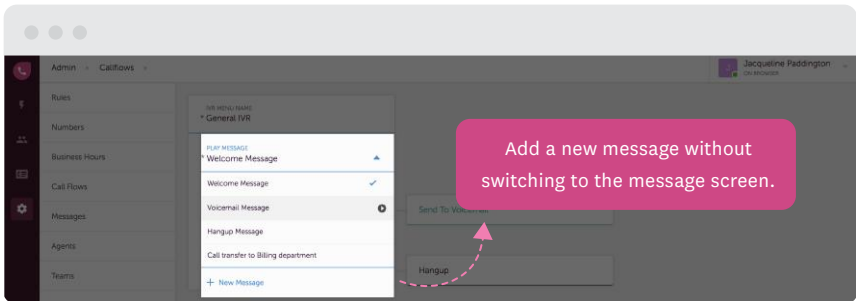 Admin
Callflows
Jacqueline Paddington
ON BROWSER
Rules
Numbers
Business Hours
Call Flows
Messages
Agents
Teams
IVR MENU NAME
* General IVR
PLAY MESSAGE
* Welcome Message
Welcome Message
Voicemail Message
Hangup Message
Call transfer to Billing department
+ New Message
Add a new message without
switching to the message screen.
Send To Voicemail
Hangup